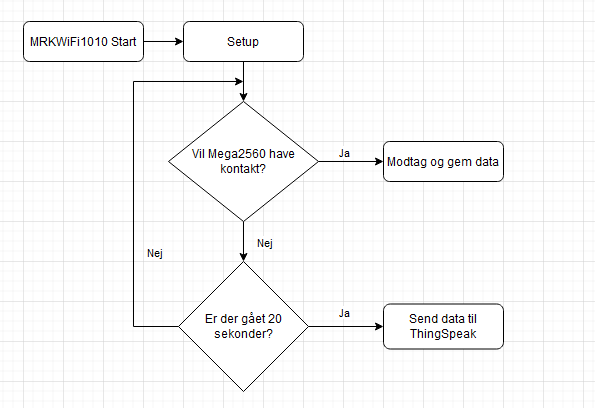 MRKWiFi1010 Start
Setup
Vil Mega2560 have
kontakt?
Ja
Modtag og gem data
Nej
Nej
Er der gået 20
sekonder?
Ja
Send data til
ThingSpeak